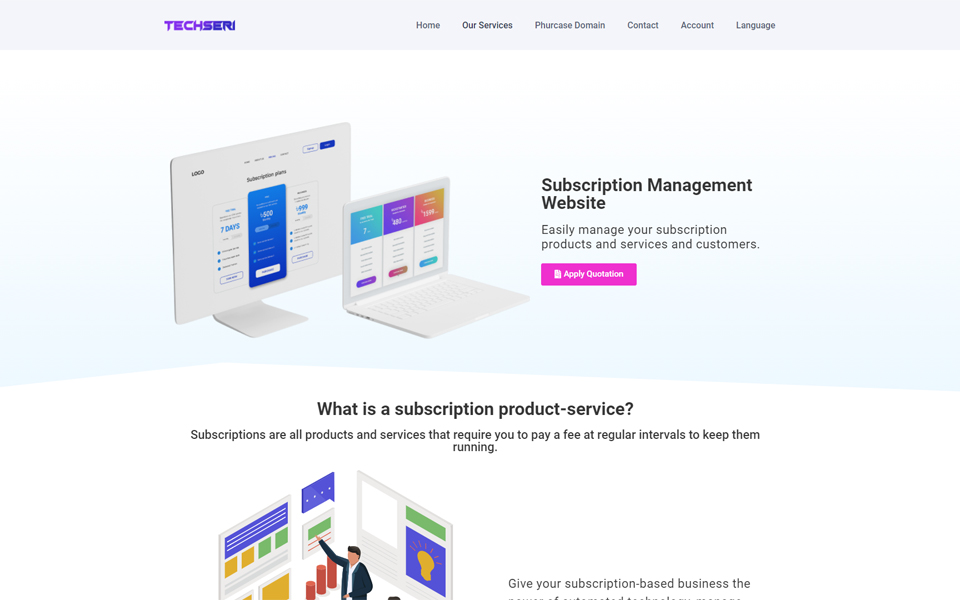 TECHSERI
Home
Our Services
Phurcase Domain
Contact
Account
Language
LOGO
Subscription plans
7 DAYS
Subscription Management
Website
Easily manage your subscription
products and services and customers.
Apply Quotation
What is a subscription product-service?
Subscriptions are all products and services that require you to pay a fee at regular intervals to keep them
running.
Give your subscription-based business the